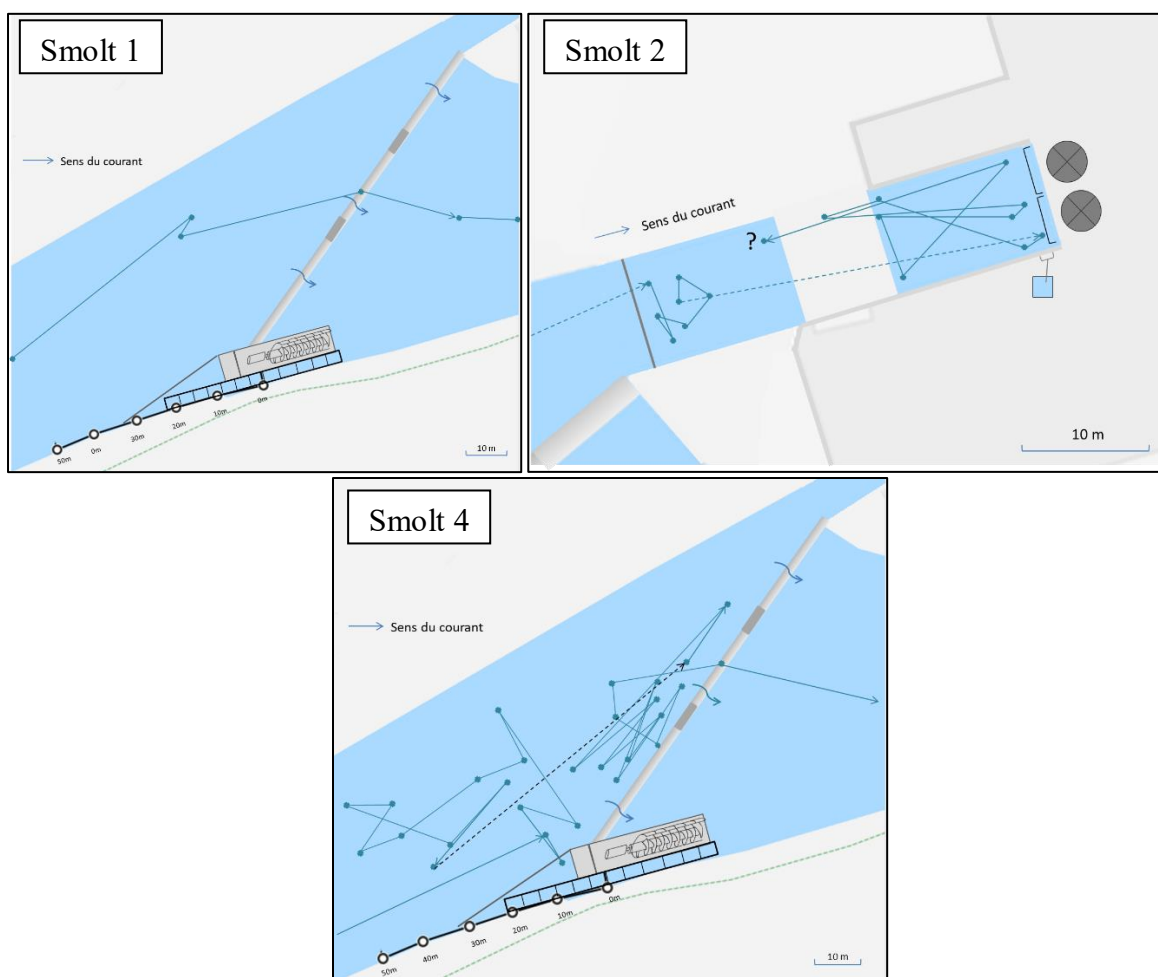 Smolt 1
Sens du courant
50m
0m
30m
20m
10m
0m
10 m
Smolt 2
Sens du courant
?
10 m
Smolt 4
Sens du courant
50m
40m
30m
20m
10m
0m
10 m